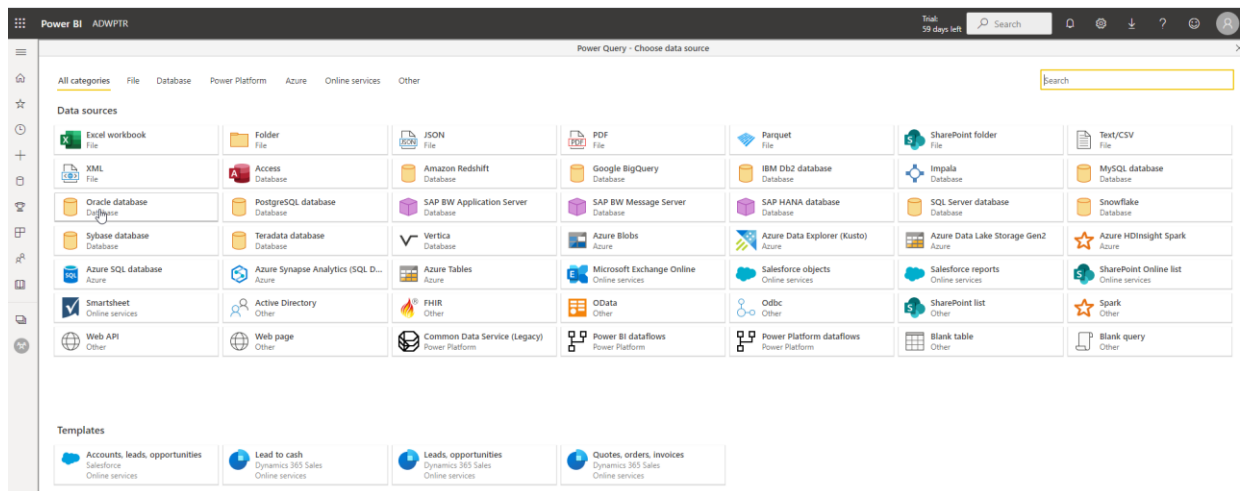 Power BI ADWPTR
Trial:
59 days left
Search
Power Query - Choose data source
All categories File Database Power Platform Azure Online services Other
Search
Data sources
Excel workbook
File
Folder
File
JSON
File
PDF
File
Parquet
File
SharePoint folder
File
Text/CSV
File
XML
File
Access
Database
Amazon Redshift
Database
Google BigQuery
Database
IBM Db2 database
Database
Impala
Database
MySQL database
Database
Oracle database
Database
PostgreSQL database
Database
SAP BW Application Server
Database
SAP BW Message Server
Database
SAP HANA database
Database
SQL Server database
Database
Snowflake
Database
Sybase database
Database
Teradata database
Database
Vertica
Database
Azure Blobs
Azure
Azure Data Explorer (Kusto)
Azure
Azure Data Lake Storage Gen2
Azure
Azure HDInsight Spark
Azure
Azure SQL database
Azure
Azure Synapse Analytics (SQL D...
Azure
Azure Tables
Azure
Microsoft Exchange Online
Online services
Salesforce objects
Online services
Salesforce reports
Online services
SharePoint Online list
Online services
Smartsheet
Online services
Active Directory
Other
FHIR
Other
OData
Other
Odbc
Other
SharePoint list
Other
Spark
Other
Web API
Other
Web page
Other
Common Data Service (Legacy)
Power Platform
Power BI dataflows
Power Platform
Power Platform dataflows
Power Platform
Blank table
Other
Blank query
Other
Templates
Accounts, leads, opportunities
Salesforce
Online services
Lead to cash
Dynamics 365 Sales
Online services
Leads, opportunities
Dynamics 365 Sales
Online services
Quotes, orders, invoices
Dynamics 365 Sales
Online services